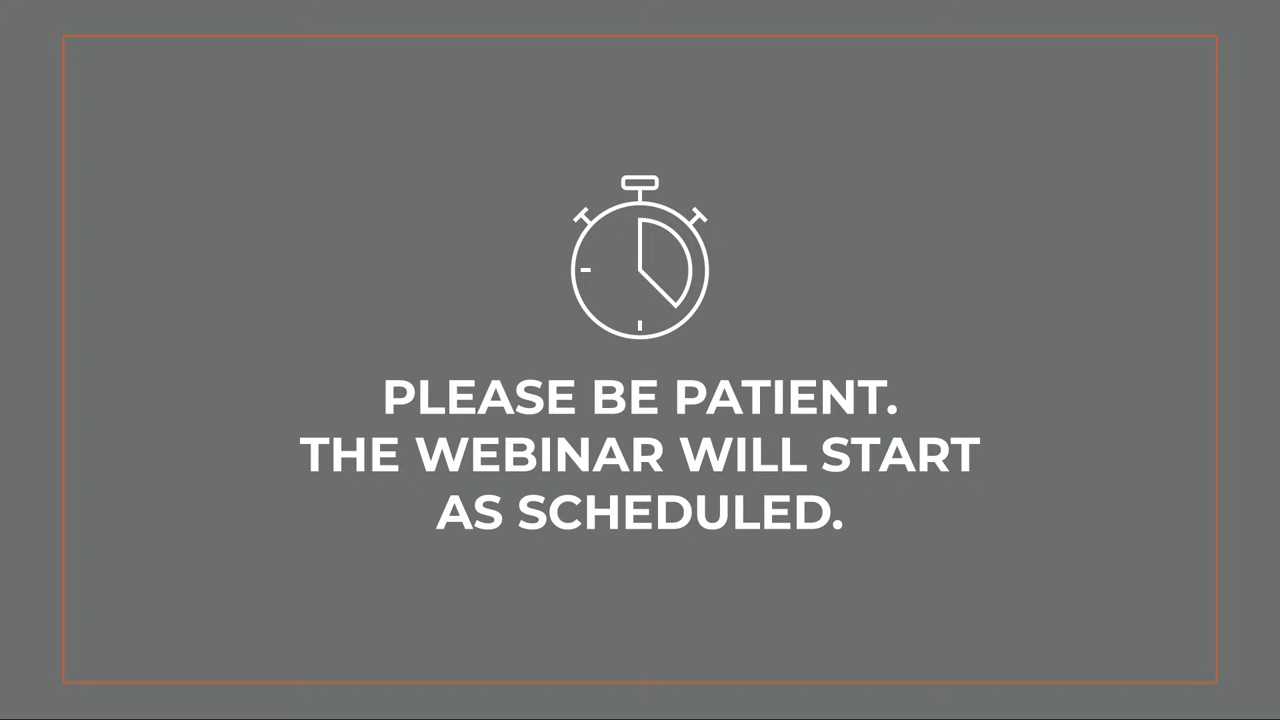 PLEASE BE PATIENT.
THE WEBINAR WILL START
AS SCHEDULED.